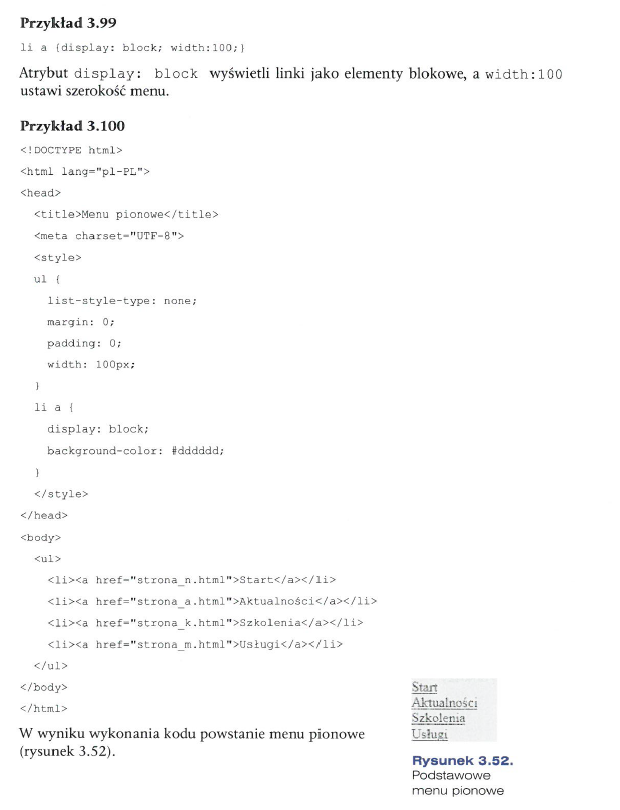 Przykład 3.99
li a {display: block; width:100;}
Atrybut display: block wyświetli linki jako elementy blokowe, a width:100
ustawi szerokość menu.
Przykład 3.100
<!DOCTYPE html>
<html lang="pl-PL">
<head>
<title>Menu pionowe</title>
<meta charset="UTF-8">
<style>
ul {
list-style-type: none;
margin: 0;
padding: 0;
width: 100px;
}
li a {
display: block;
background-color: #dddddd;
}
</style>
</head>
<body>
<ul>
<li><a href="strona_n.html">Start</a></li>
<li><a href="strona_a.html">Aktualności</a></li>
<li><a href="strona_k.html">Szkolenia</a></li>
<li><a href="strona_m.html">Usługi</a></li>
</ul>
</body>
</html>
W wyniku wykonania kodu powstanie menu pionowe
(rysunek 3.52).
Start
Aktualności
Szkolenia
Usługi
Rysunek 3.52.
Podstawowe
menu pionowe